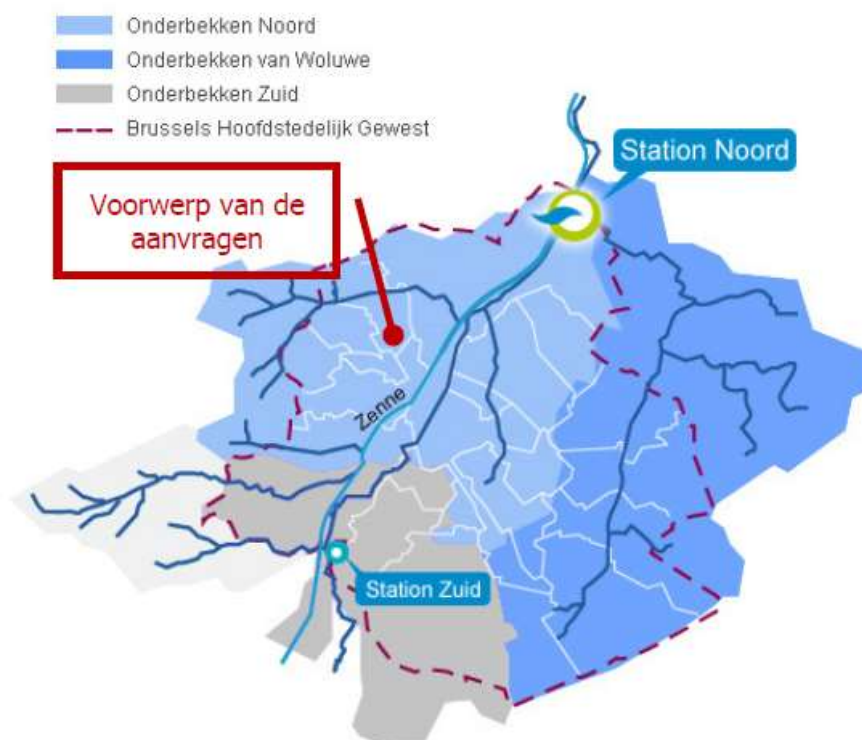 Onderbekken Noord
Onderbekken van Woluwe
Onderbekken Zuid
Brussels Hoofdstedelijk Gewest
Station Noord
Voorwerp van de
aanvragen
Zenne
Station Zuid